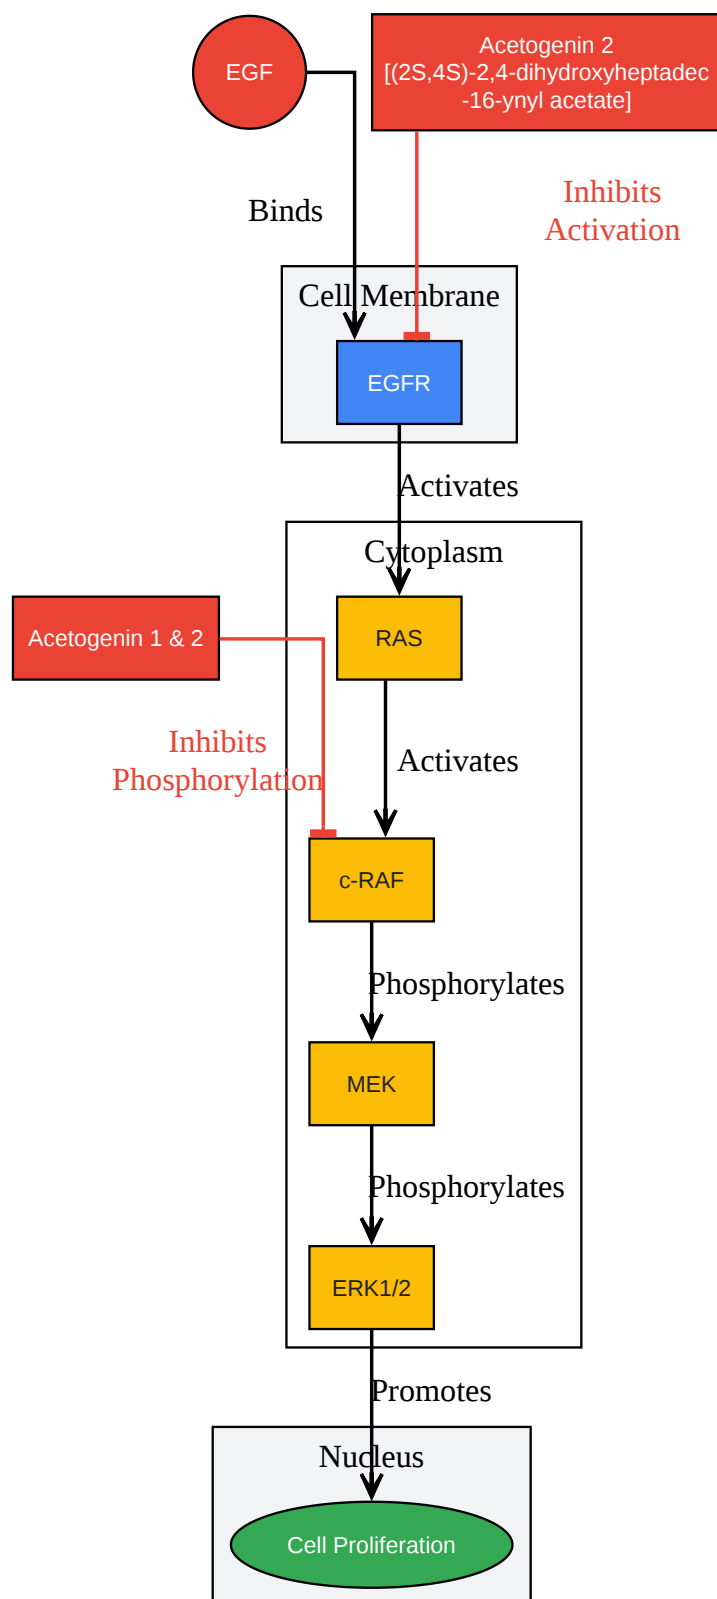 EGF
Acetogenin 2
[(2S,4S)-2,4-dihydroxyheptadec
-16-ynyl acetate]
Binds
Inhibits
Activation
Cell Membrane
EGFR
Activates
Cytoplasm
Acetogenin 1 & 2
RAS
Inhibits
Phosphorylation
Activates
c-RAF
Phosphorylates
MEK
Phosphorylates
ERK1/2
Promotes
Nucleus
Cell Proliferation